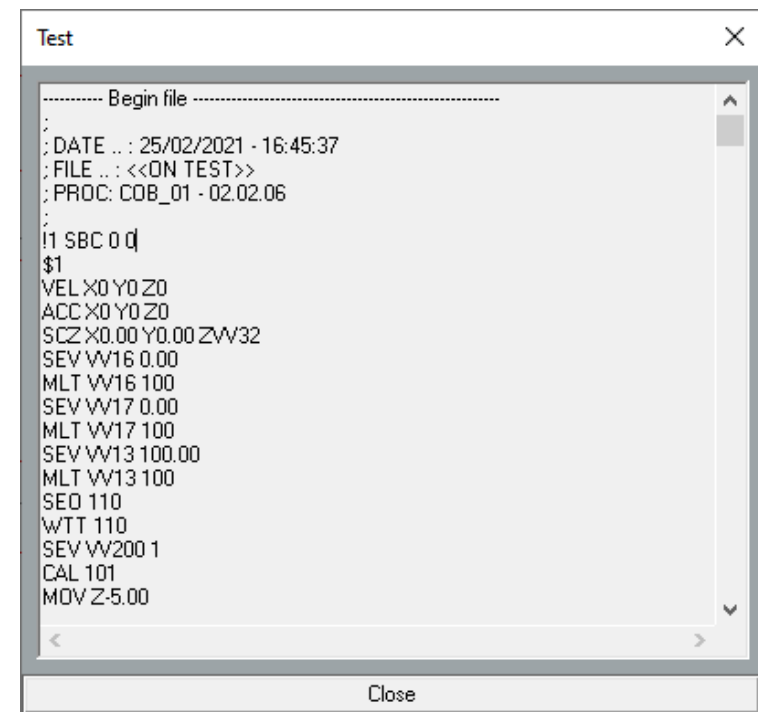 Test
----------- Begin file --------------------------------------------------------
;
; DATE .. : 25/02/2021 - 16:45:37
; FILE .. : <<ON TEST>>
; PROC: COB_01 - 02.02.06
;
!1 SBC 0 0
$1
VEL X0 Y0 Z0
ACC X0 Y0 Z0
SCZ X0.00 Y0.00 ZVV32
SEV VV16 0.00
MLT VV16 100
SEV VV17 0.00
MLT VV17 100
SEV VV13 100.00
MLT VV13 100
SEO 110
WTT 110
SEV VV200 1
CAL 101
MOV Z-5.00
Close